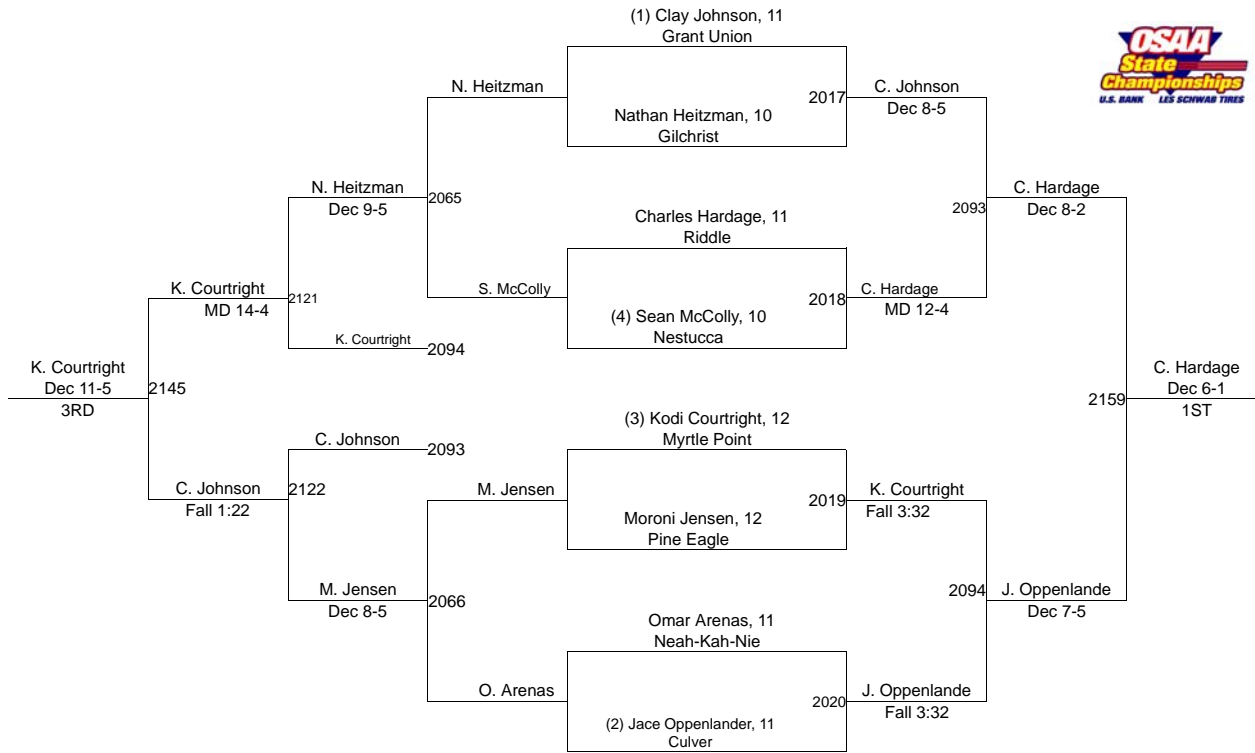 (1) Clay Johnson, 11
Grant Union
OSAA
State
Championships
U.S. BANK LES SCHWAB TIRES
N. Heitzman
2017
C. Johnson
Dec 8-5
Nathan Heitzman, 10
Gilchrist
N. Heitzman
Dec 9-5
2065
2093
C. Hardage
Dec 8-2
Charles Hardage, 11
Riddle
K. Courtright
MD 14-4
2121
S. McColly
2018
C. Hardage
MD 12-4
(4) Sean McColly, 10
Nestucca
K. Courtright
2094
K. Courtright
Dec 11-5
3RD
2145
2159
C. Hardage
Dec 6-1
1ST
(3) Kodi Courtright, 12
Myrtle Point
C. Johnson
2093
C. Johnson
Fall 1:22
2122
M. Jensen
2019
K. Courtright
Fall 3:32
Moroni Jensen, 12
Pine Eagle
M. Jensen
Dec 8-5
2066
2094
J. Oppenlande
Dec 7-5
Omar Arenas, 11
Neah-Kah-Nie
O. Arenas
2020
J. Oppenlande
Fall 3:32
(2) Jace Oppenlander, 11
Culver